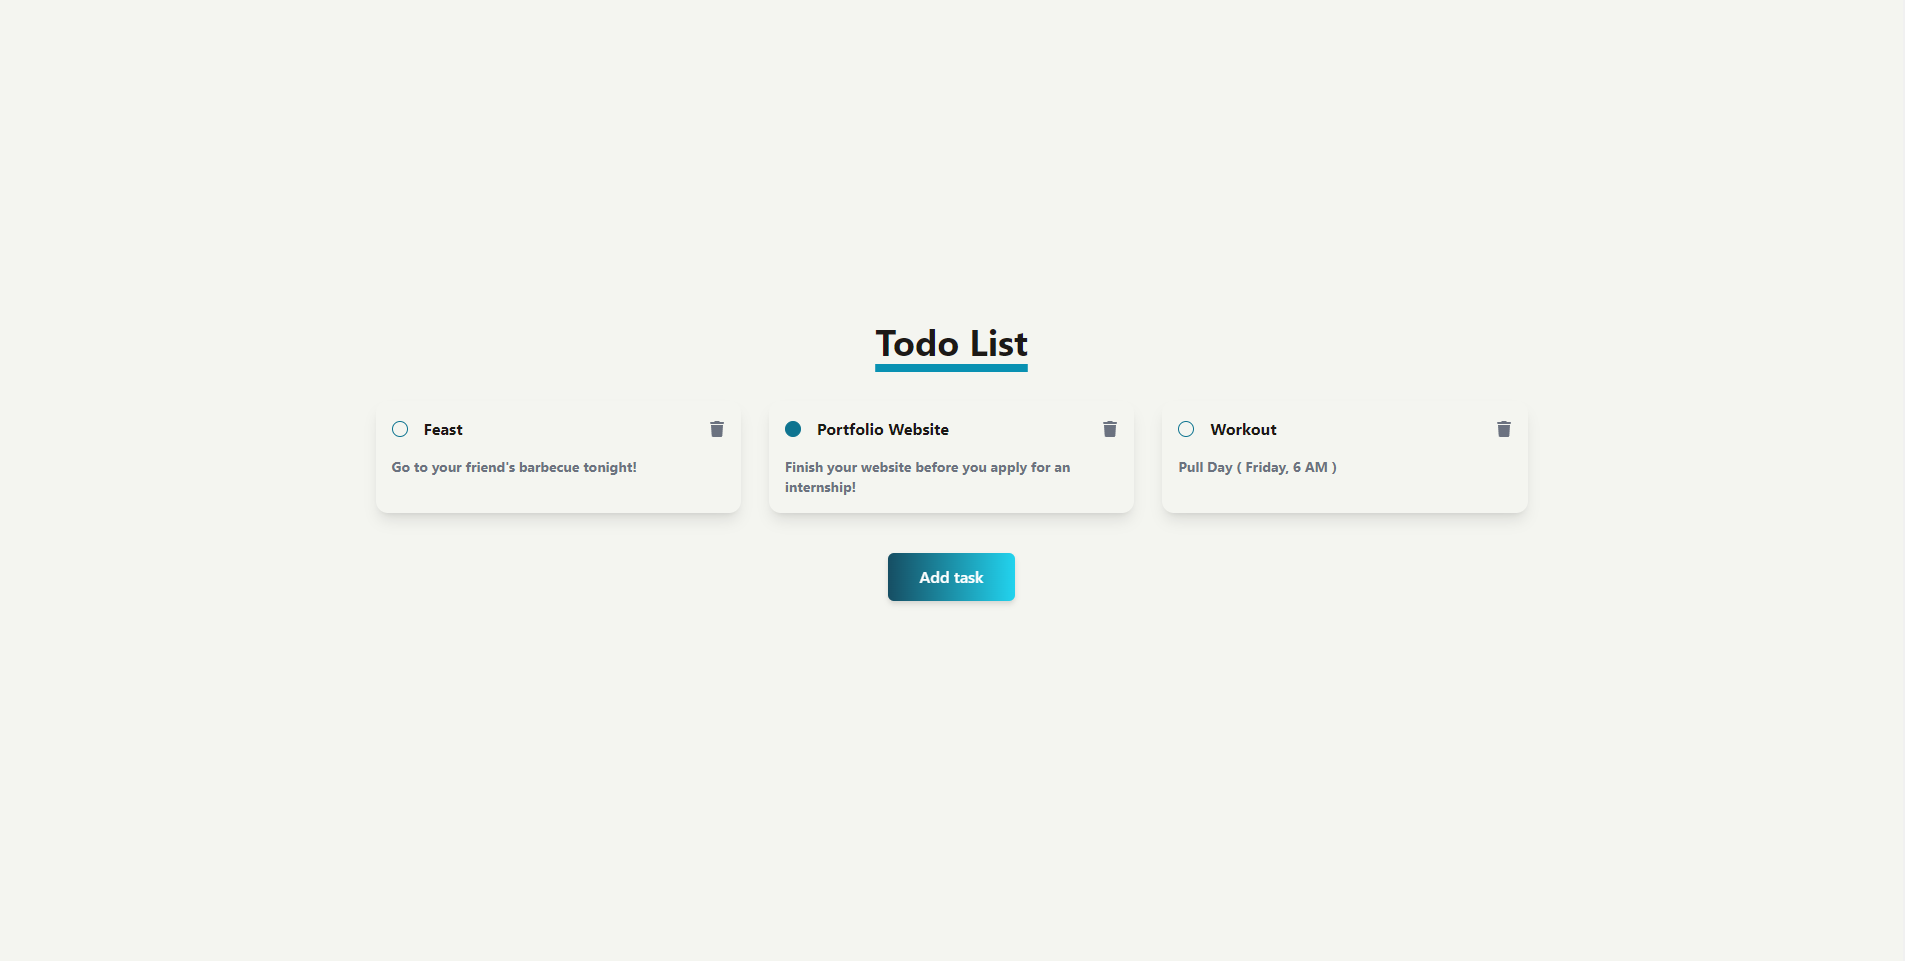 Todo List
Feast
Go to your friend's barbecue tonight!
Portfolio Website
Finish your website before you apply for an
internship!
Workout
Pull Day ( Friday, 6 AM )
Add task